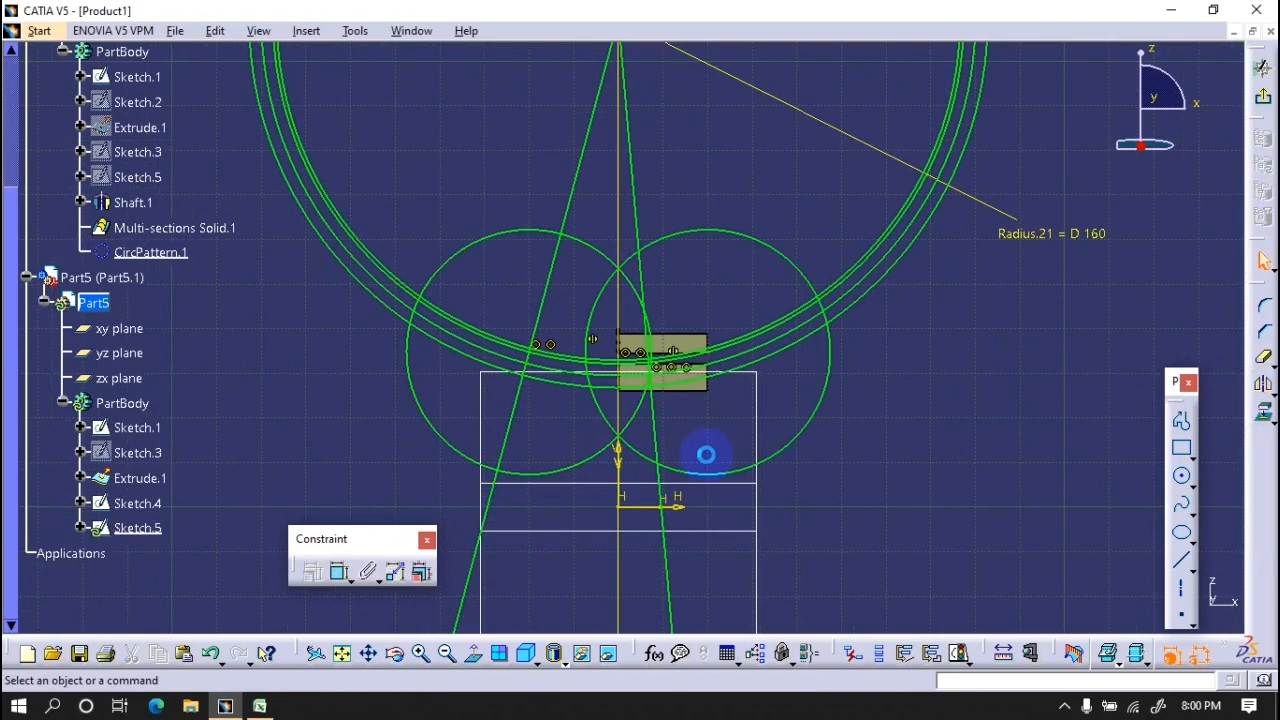 CATIA V5 - [Product1]
Start ENOVIA V5 VPM File Edit View Insert Tools Window Help
PartBody
Sketch.1
Sketch.2
Extrude.1
Sketch.3
Sketch.5
Shaft.1
Multi-sections Solid.1
CircPattern.1
Part5 (Part5.1)
Part5
xy plane
yz plane
zx plane
PartBody
Sketch.1
Sketch.3
Extrude.1
Sketch.4
Sketch.5
Applications
z
y
x
Radius.21 = D 160
V
H
H H
P
Constraint
z
y
x
f(x)
CATIA
Select an object or a command
8:00 PM